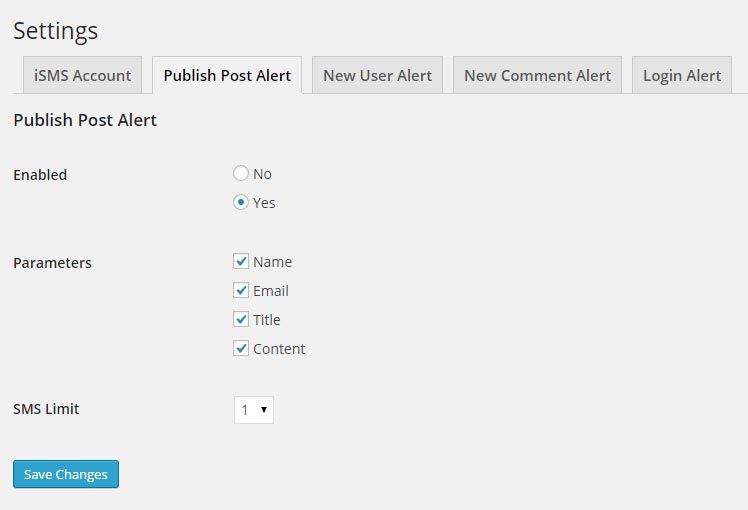 Settings
iSMS Account Publish Post Alert New User Alert New Comment Alert Login Alert
Publish Post Alert
Enabled No
Yes
Parameters Name
Email
Title
Content
SMS Limit 1
Save Changes